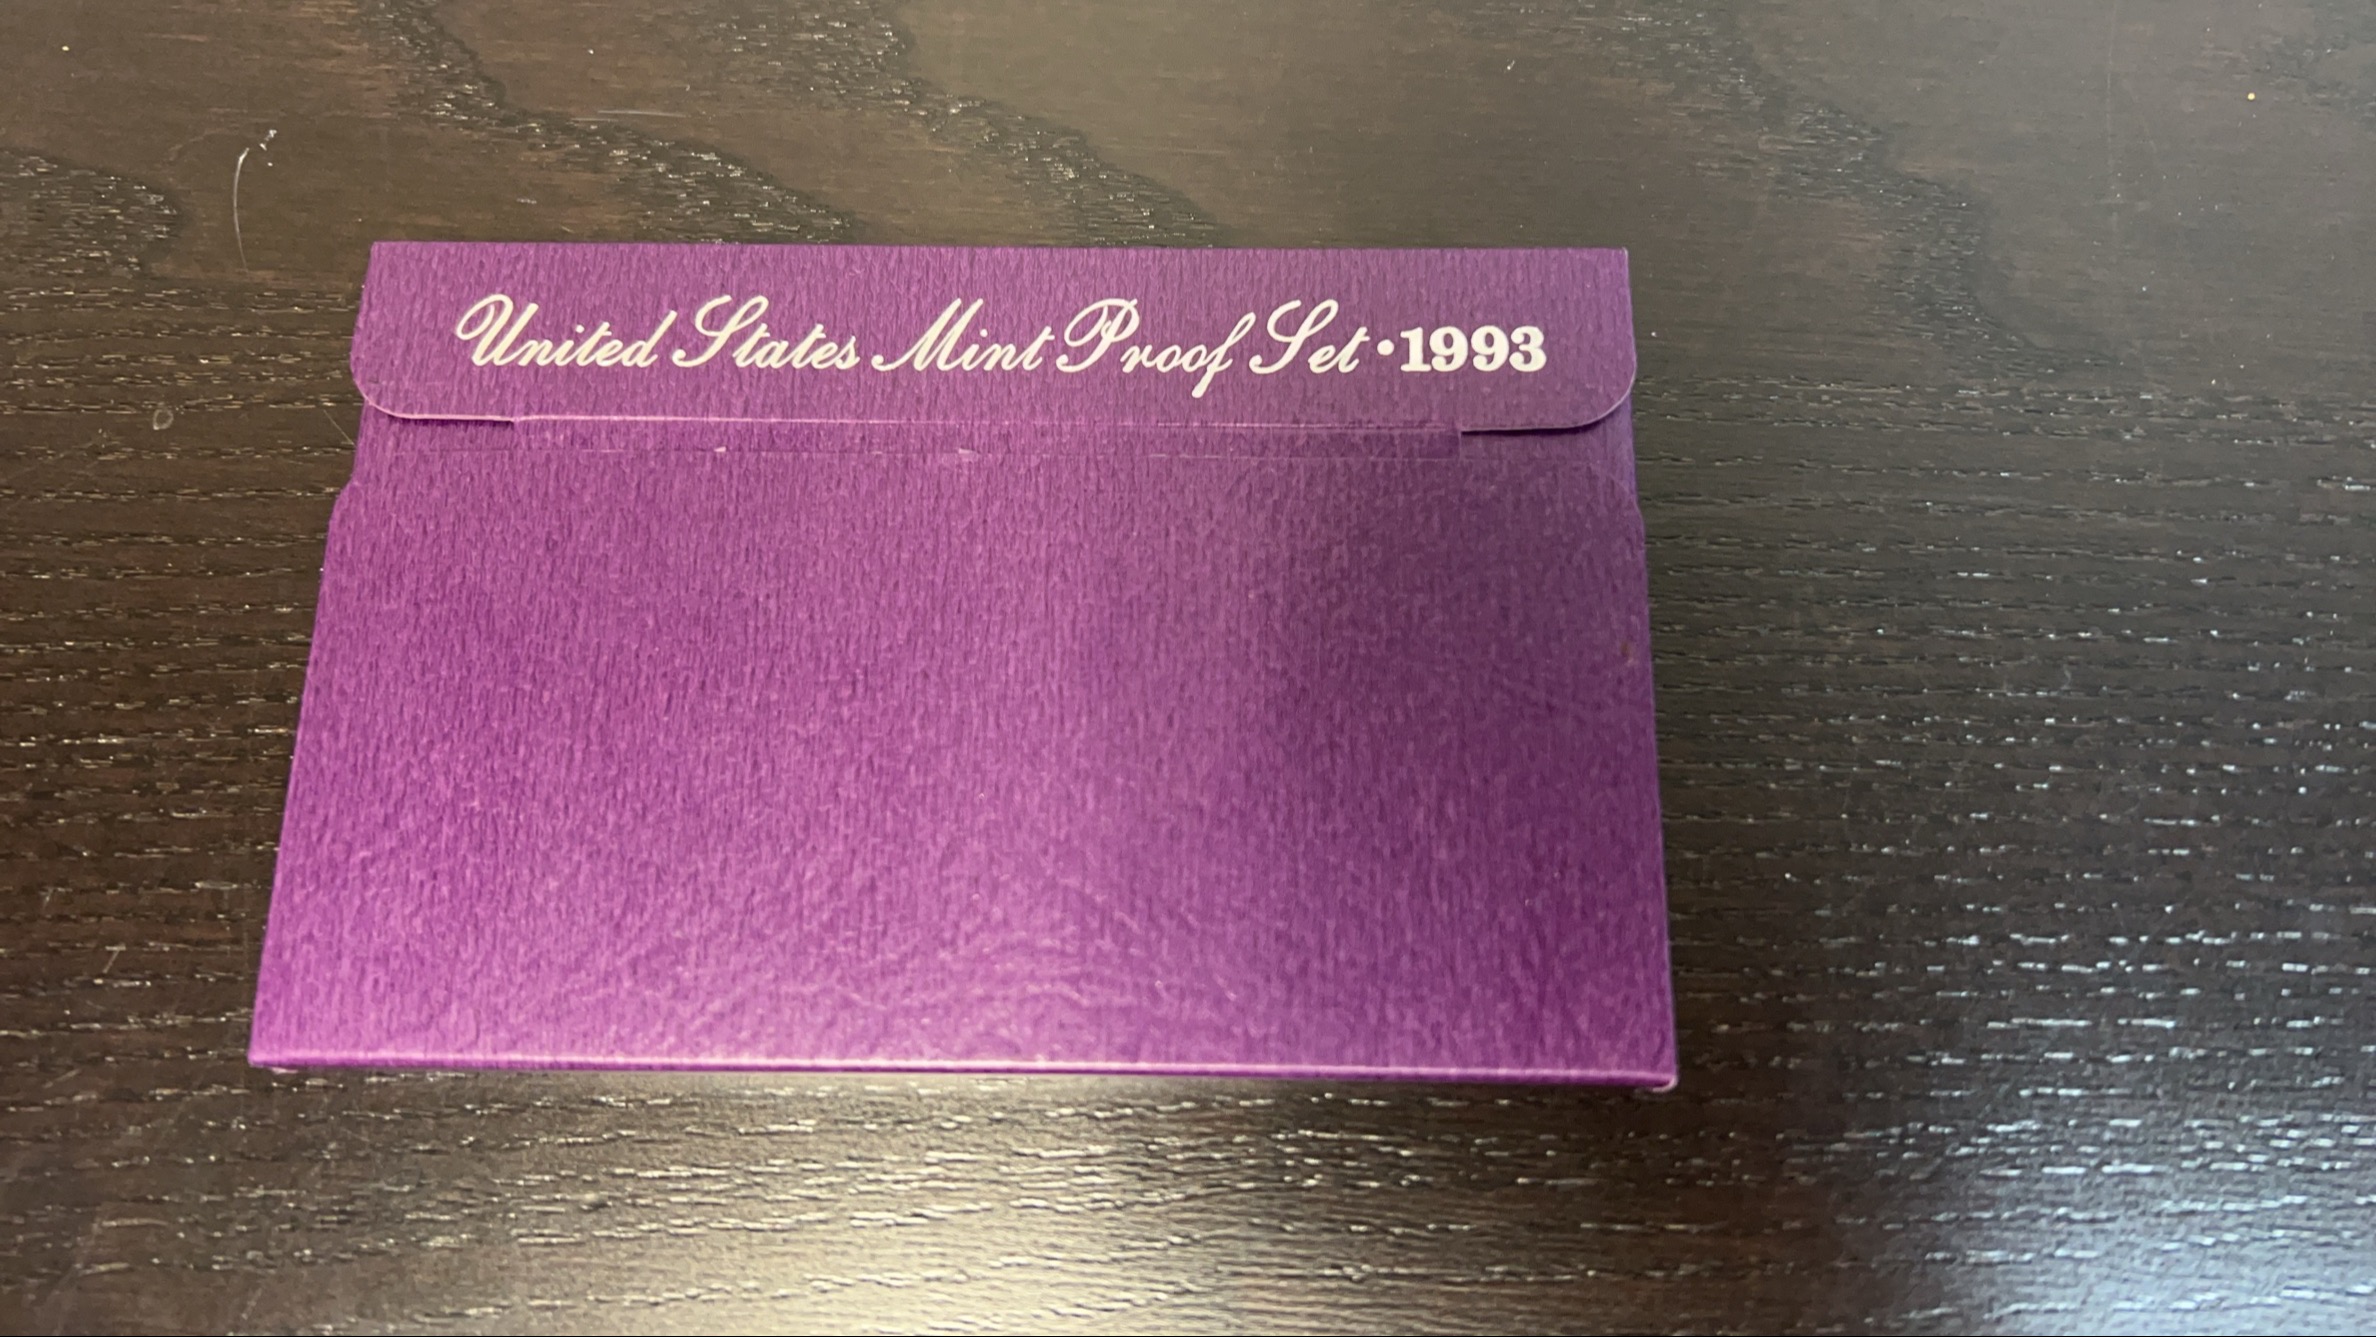 United States Mint Proof Set • 1993